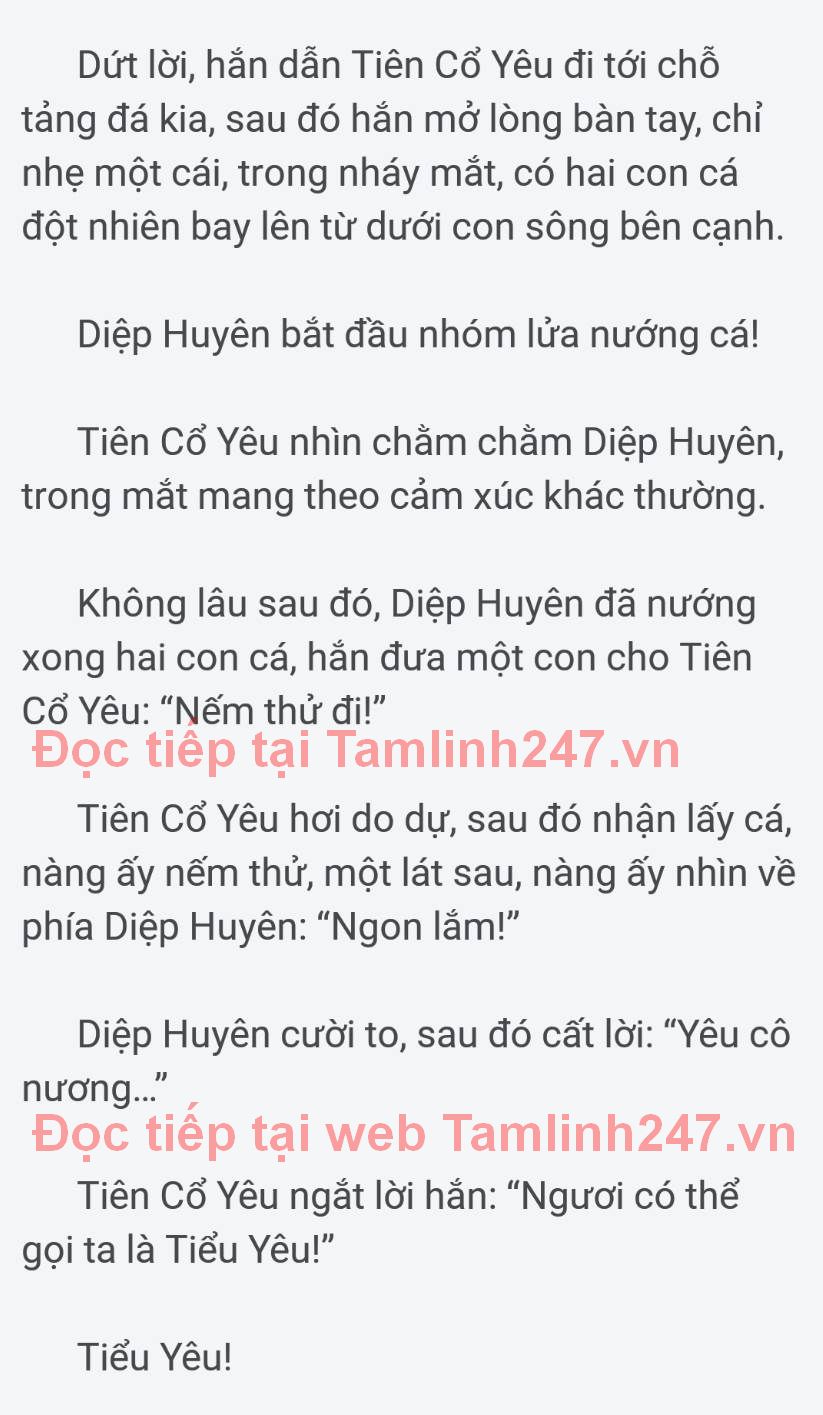 Dứt lời, hắn dẫn Tiên Cổ Yêu đi tới chỗ
tảng đá kia, sau đó hắn mở lòng bàn tay, chỉ
nhẹ một cái, trong nháy mắt, có hai con cá
đột nhiên bay lên từ dưới con sông bên cạnh.
Diệp Huyên bắt đầu nhóm lửa nướng cá!
Tiên Cổ Yêu nhìn chằm chằm Diệp Huyên,
trong mắt mang theo cảm xúc khác thường.
Không lâu sau đó, Diệp Huyên đã nướng
xong hai con cá, hắn đưa một con cho Tiên
Cổ Yêu: “Nếm thử đi!”
Đọc tiếp tại Tamlinh247.vn
Tiên Cổ Yêu hơi do dự, sau đó nhận lấy cá,
nàng ấy nếm thử, một lát sau, nàng ấy nhìn về
phía Diệp Huyên: “Ngon lắm!”
Diệp Huyên cười to, sau đó cất lời: “Yêu cô
nương...”
Đọc tiếp tại web Tamlinh247.vn
Tiên Cổ Yêu ngắt lời hắn: “Ngươi có thể
gọi ta là Tiểu Yêu!”
Tiểu Yêu!